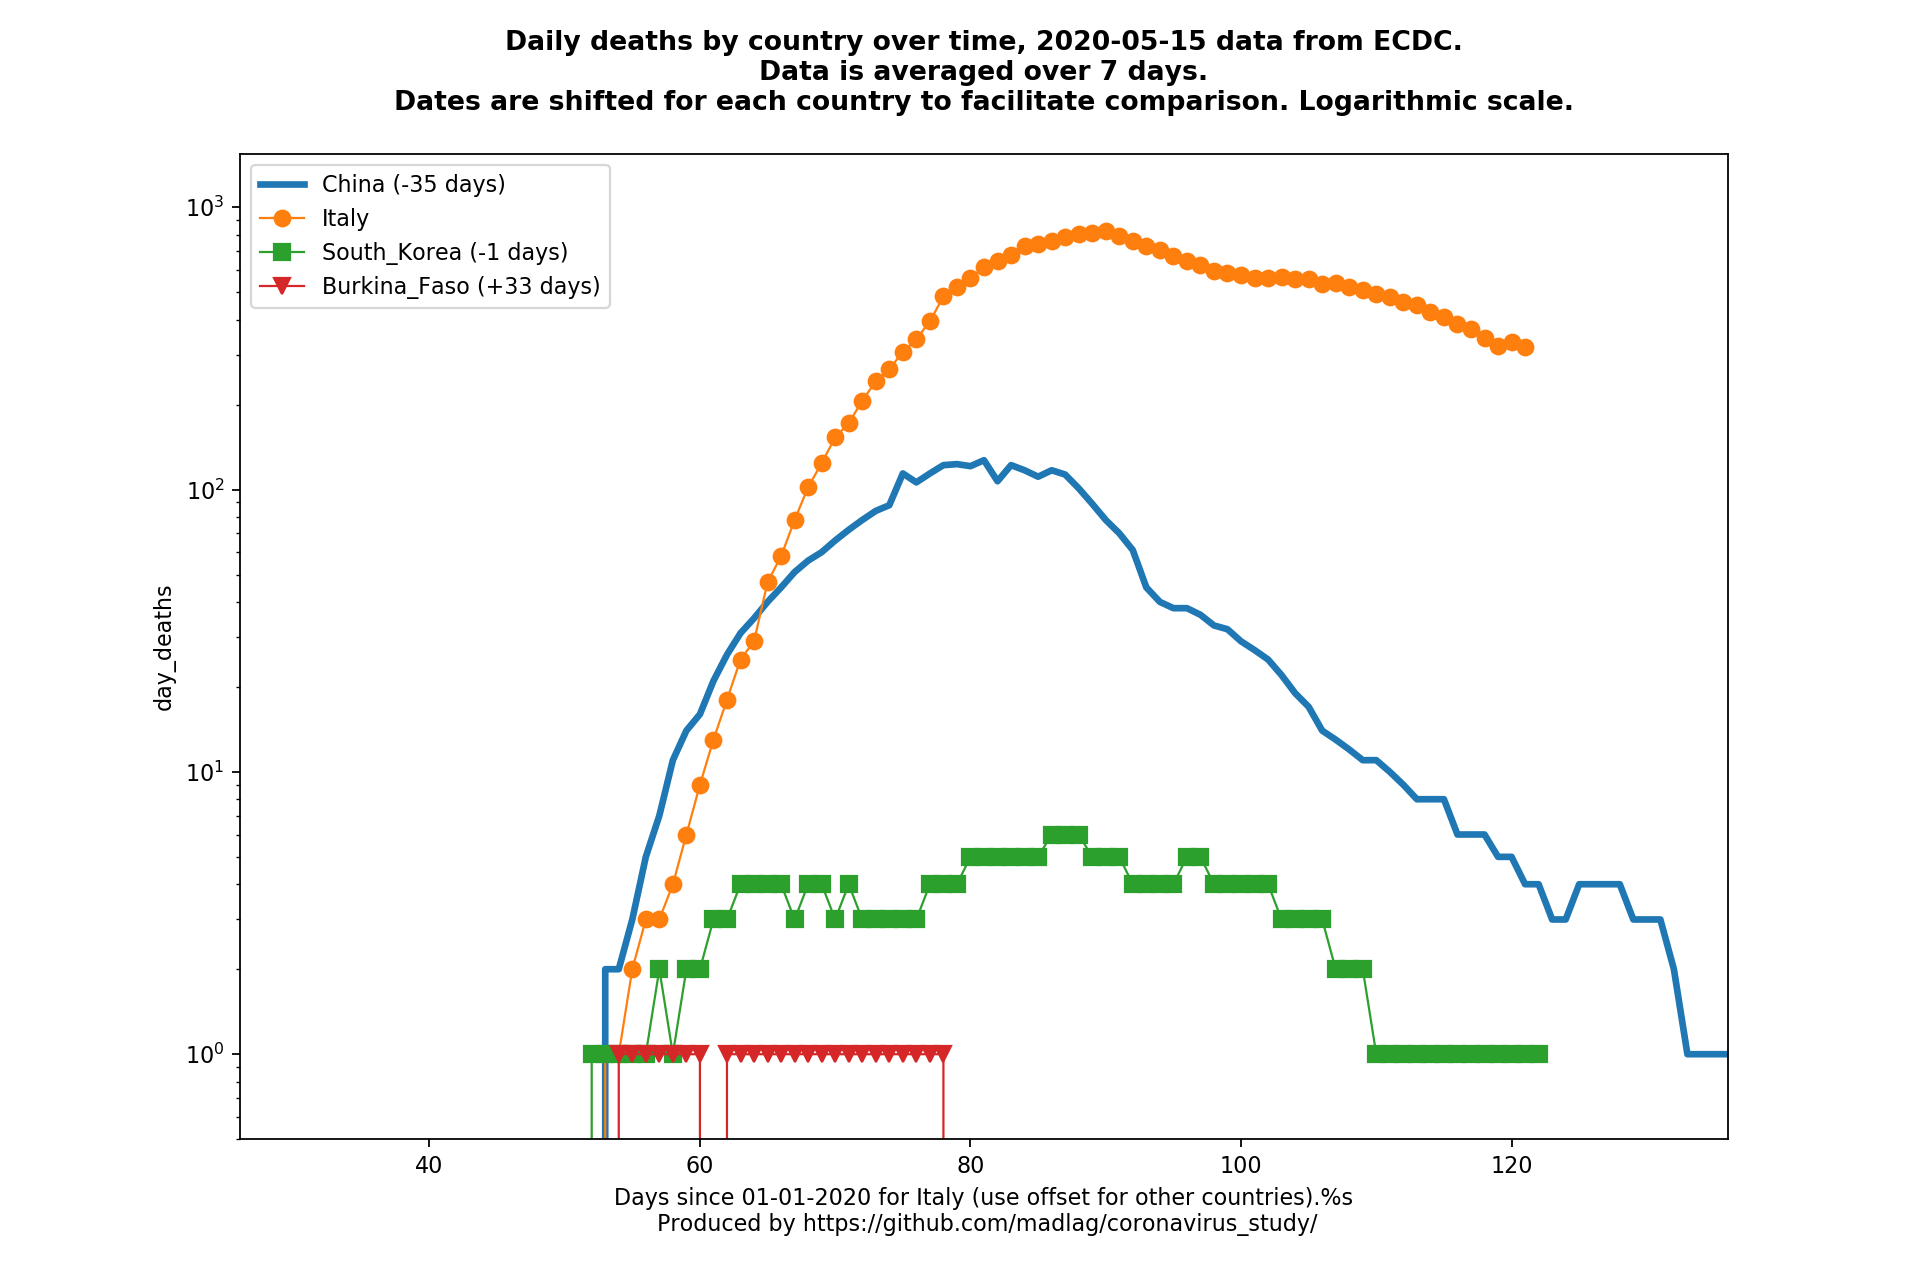 Daily deaths by country over time, 2020-05-15 data from ECDC.
Data is averaged over 7 days.
Dates are shifted for each country to facilitate comparison. Logarithmic scale.
China (-35 days)
Italy
South_Korea (-1 days)
Burkina_Faso (+33 days)
10³
10²
10¹
10⁰
day_deaths
40 60 80 100 120
Days since 01-01-2020 for Italy (use offset for other countries).%s
Produced by https://github.com/madlag/coronavirus_study/